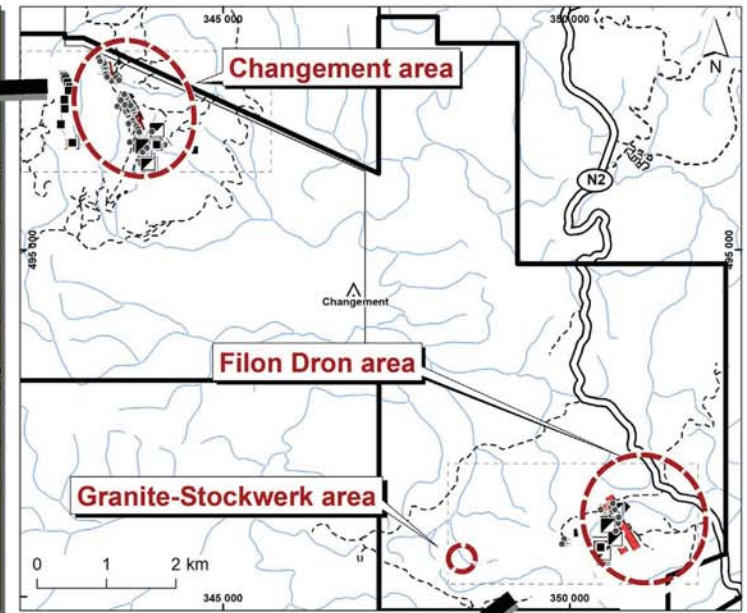 345 000
350 000
Changement area
N
CR07
N2
495 000
495 000
Changement
Filon Dron area
Granite-Stockwerk area
0 1 2 km
345 000
350 000